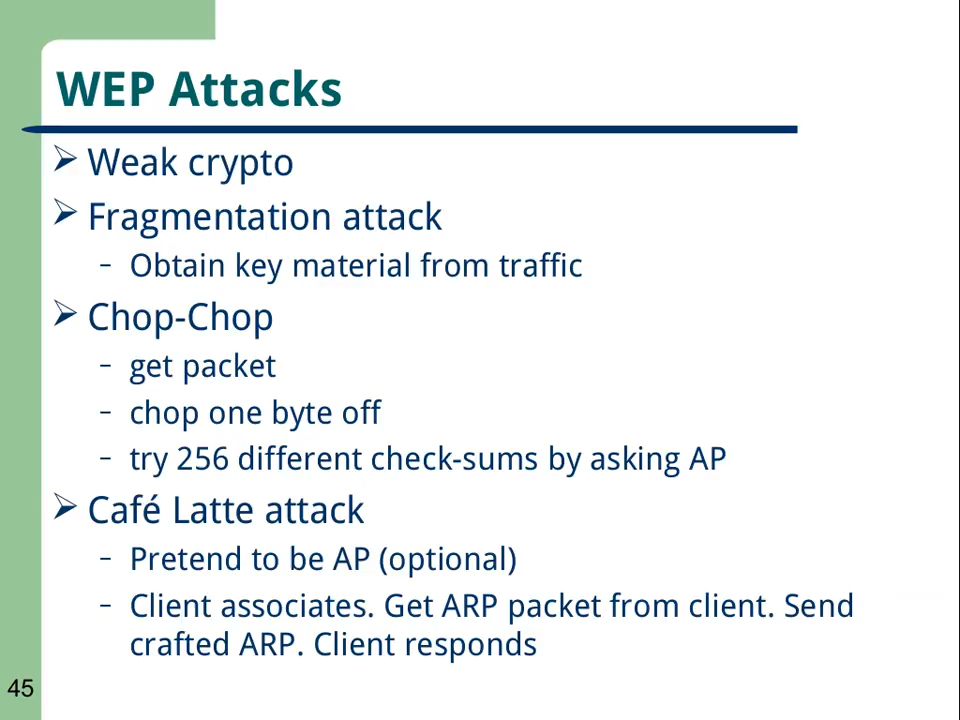 WEP Attacks
➢ Weak crypto
➢ Fragmentation attack
– Obtain key material from traffic
➢ Chop-Chop
– get packet
– chop one byte off
– try 256 different check-sums by asking AP
➢ Café Latte attack
– Pretend to be AP (optional)
– Client associates. Get ARP packet from client. Send
crafted ARP. Client responds
45